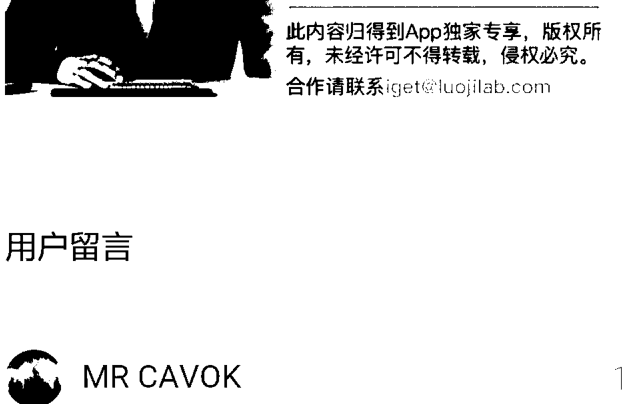 此内容归得到App独家专享，版权所
有，未经许可不得转载，侵权必究。
合作请联系iget@luojilab.com
用户留言
MR CAVOK
1